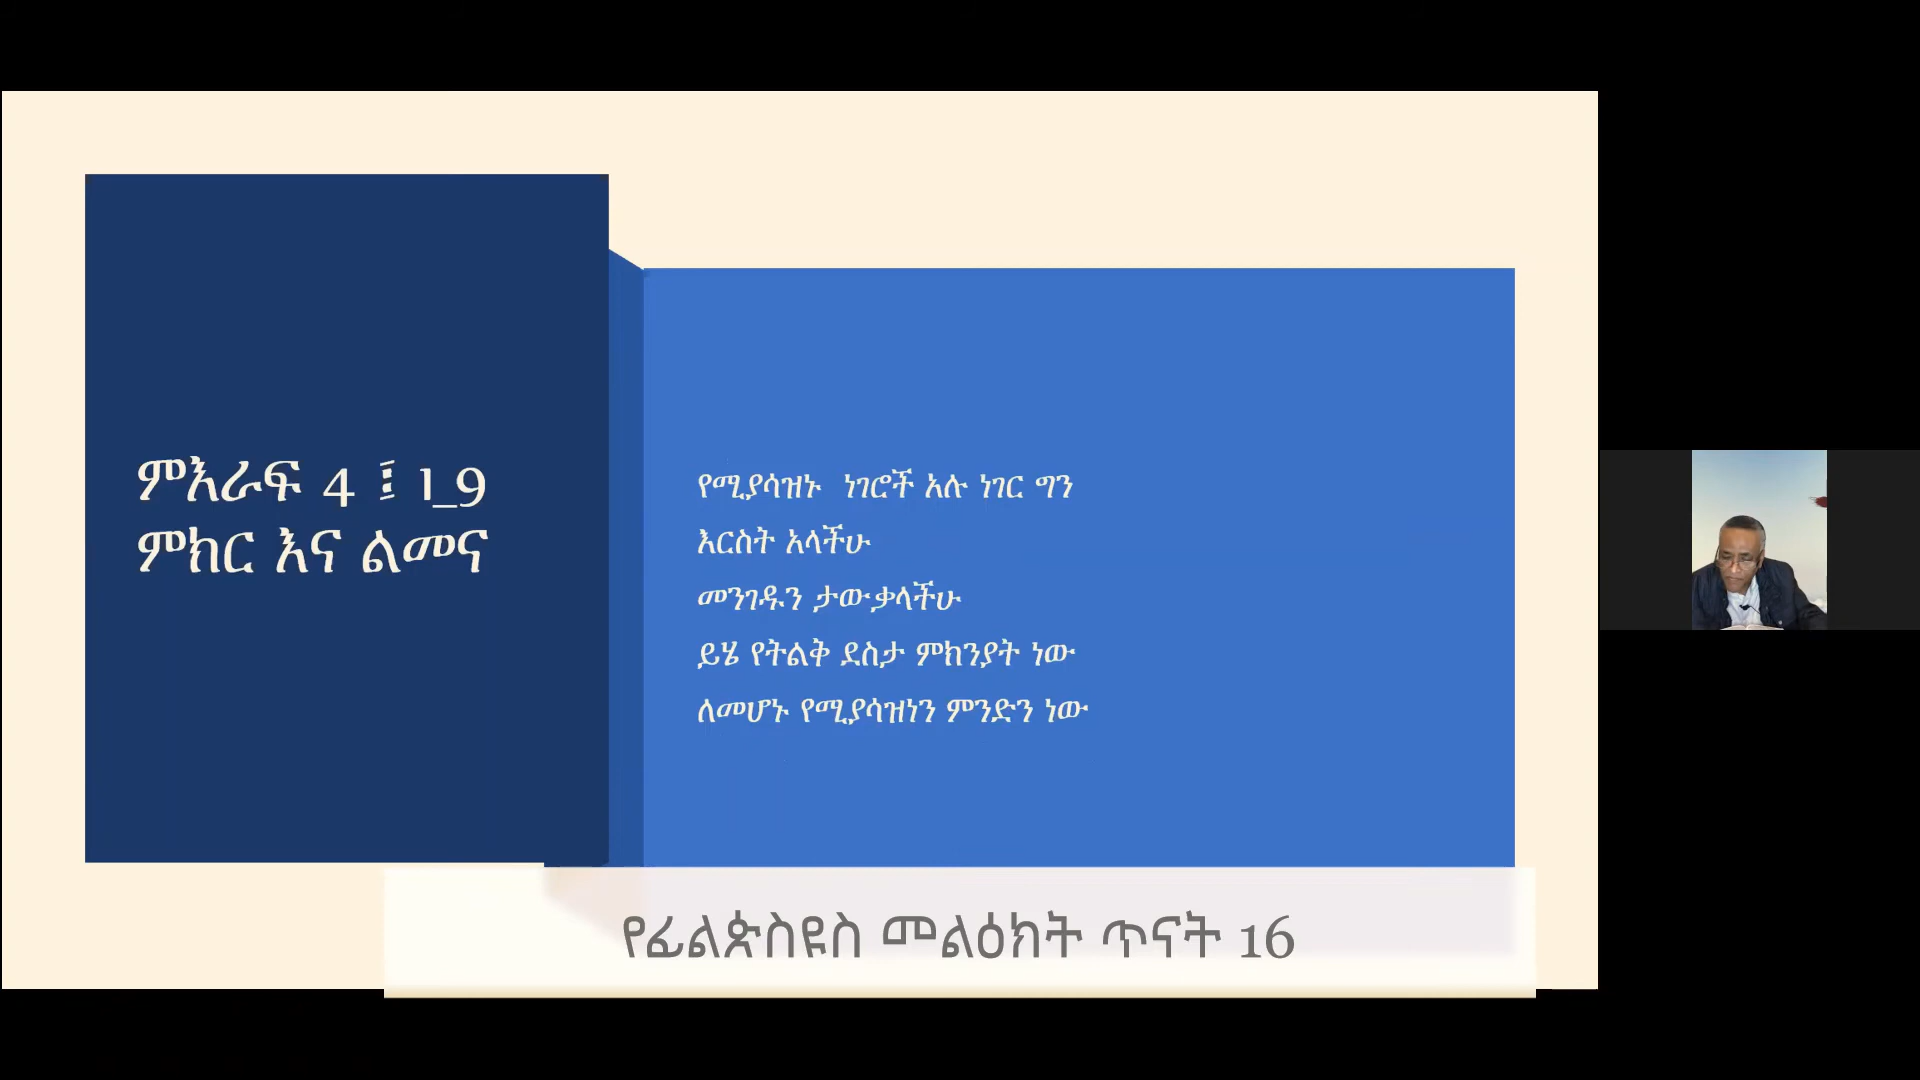 ምእራፍ 4 ፤ 1_9
ምክር እና ልመና
የሚያሳዝኑ ነገሮች አሉ ነገር ግን
እርስት አላችሁ
መንገዱን ታውቃላችሁ
ይሄ የትልቅ ደስታ ምክንያት ነው
ለመሆኑ የሚያሳዝነን ምንድን ነው
የፊልጵስዩስ መልዕክት ጥናት 16